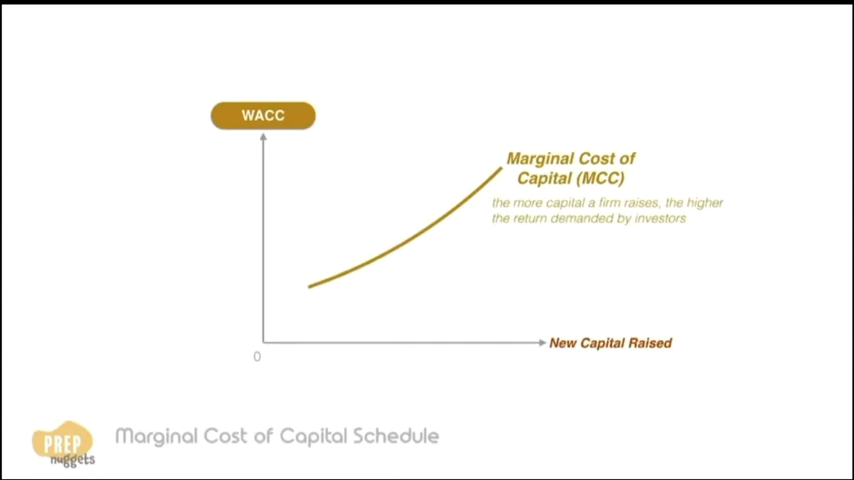 WACC
Marginal Cost of
Capital (MCC)
the more capital a firm raises, the higher
the return demanded by investors
New Capital Raised
0
PREP
nuggets
Marginal Cost of Capital Schedule